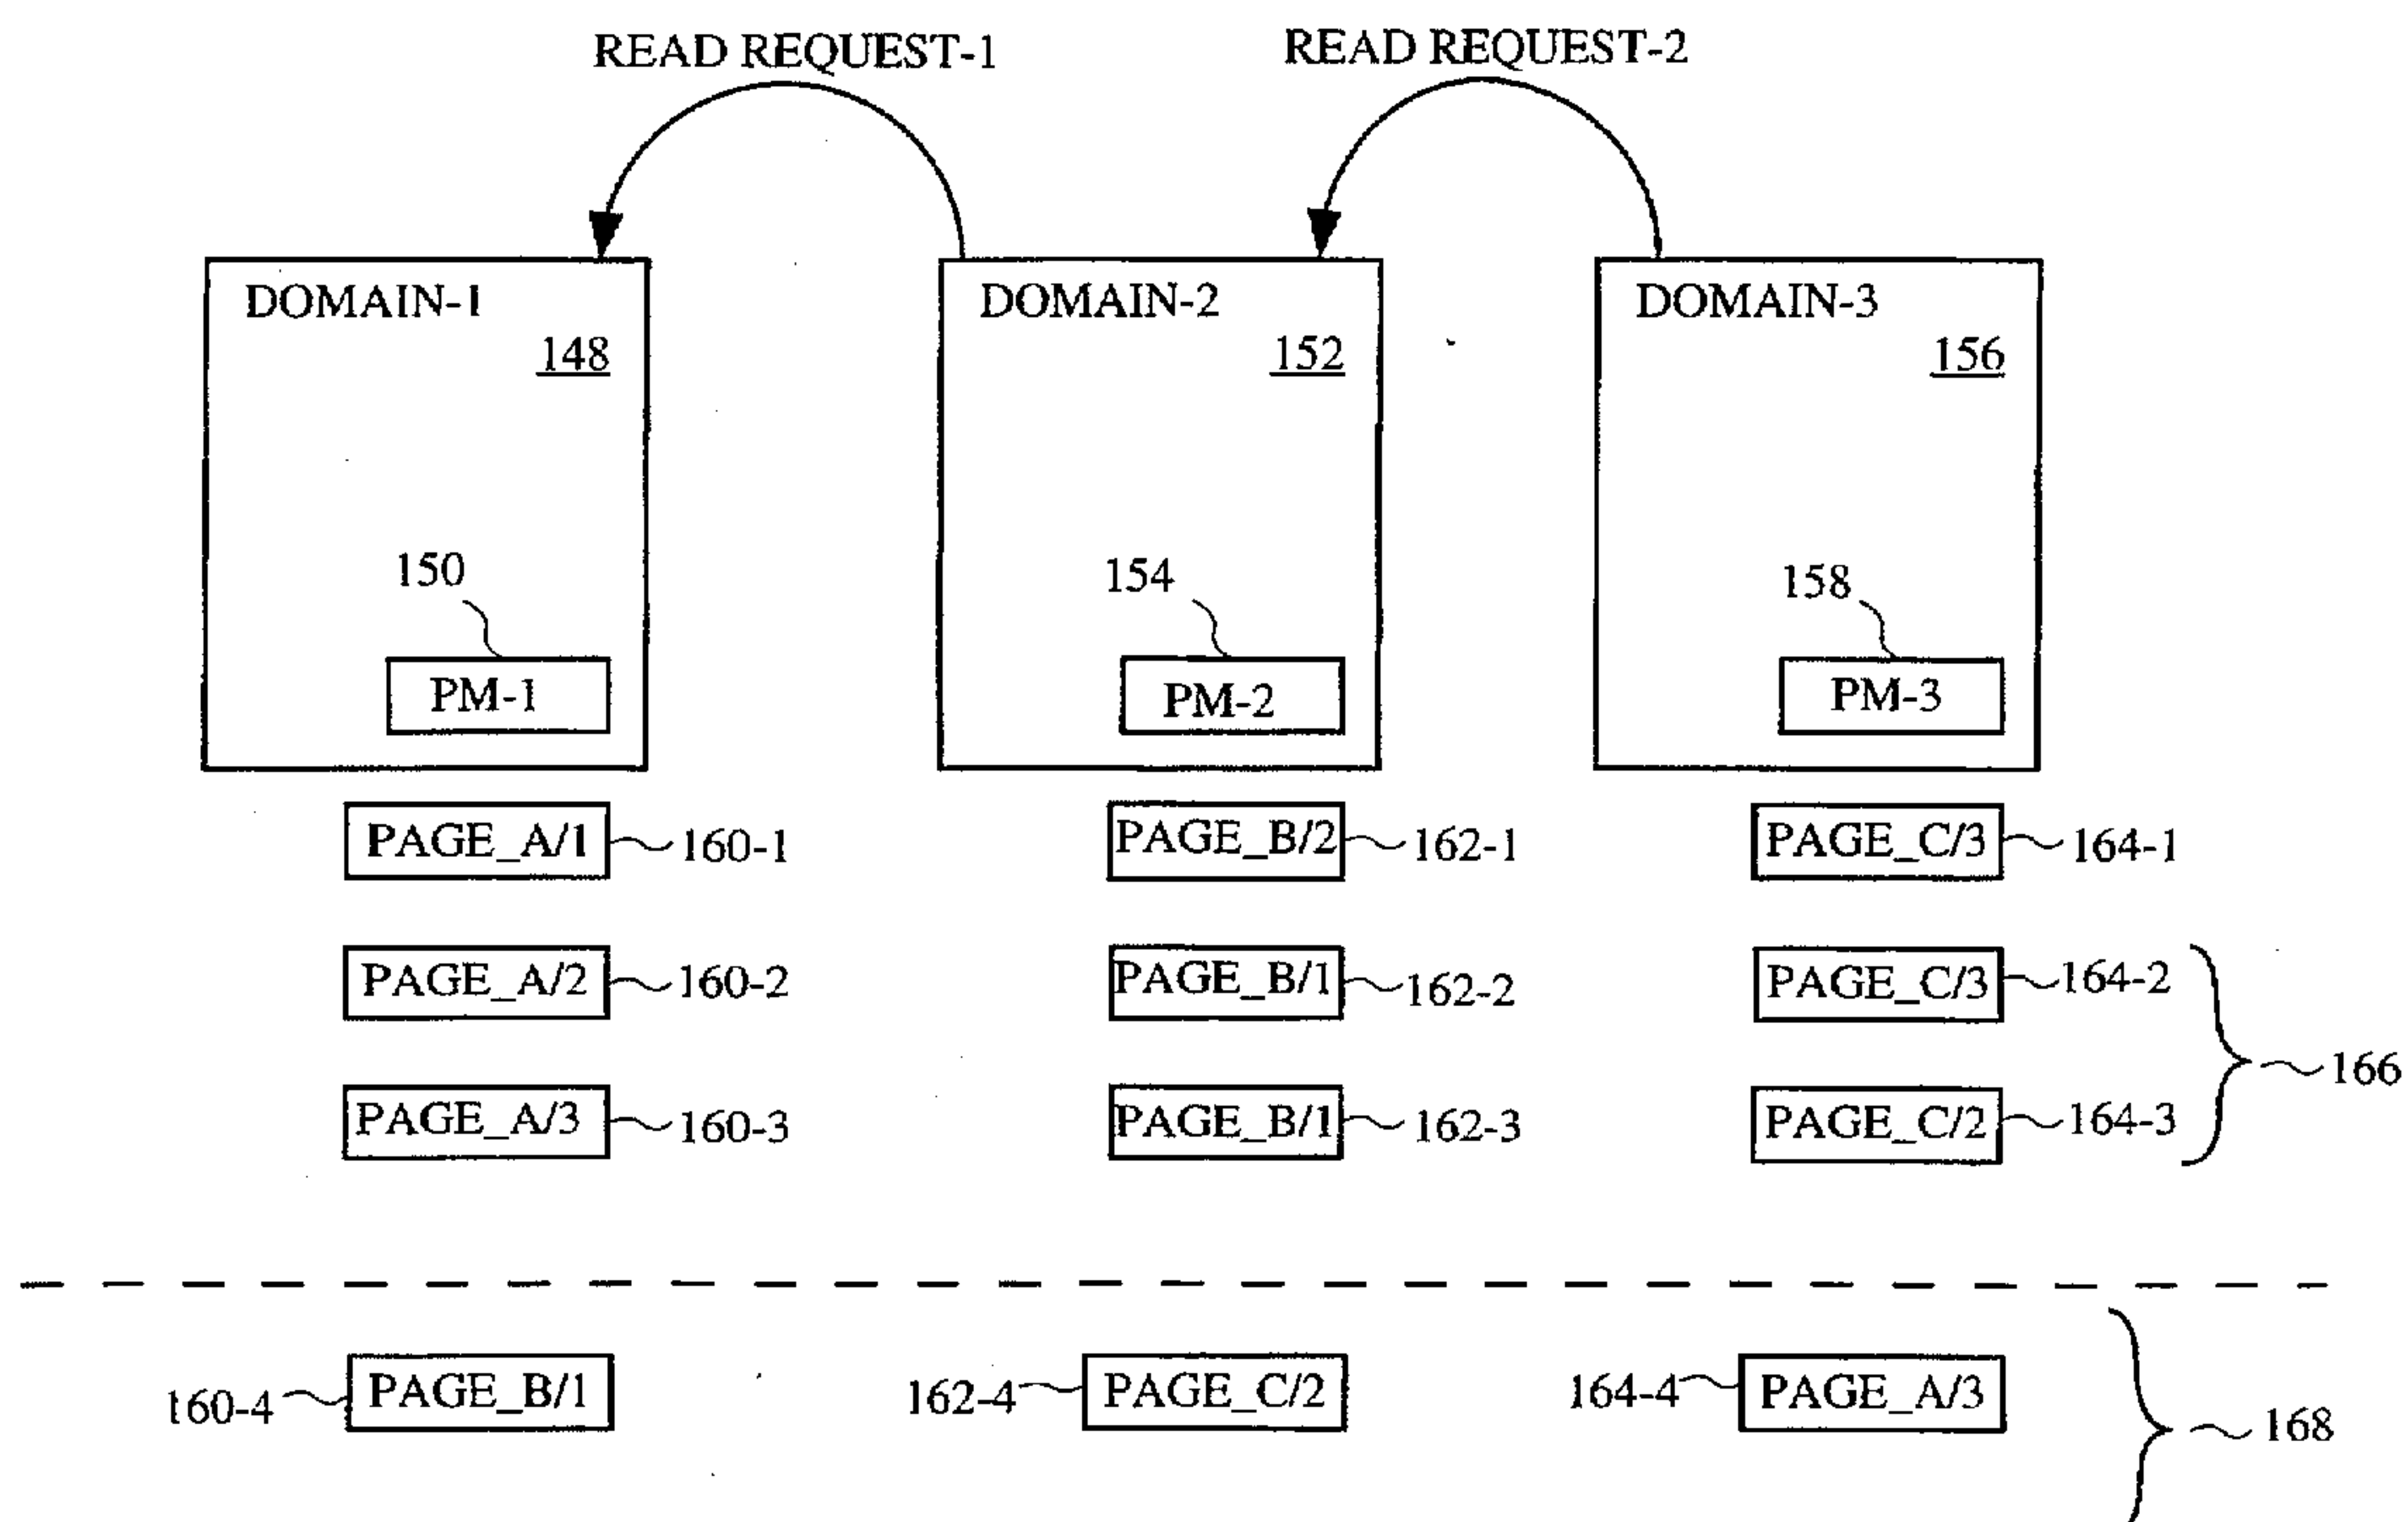 READ REQUEST-1 READ REQUEST-2
DOMAIN-1 DOMAIN-2 DOMAIN-3
148 152 156
150 154 158
PM-1 PM-2 PM-3
PAGE_A/1 160-1 PAGE_B/2 162-1 PAGE_C/3 164-1
PAGE_A/2 160-2 PAGE_B/1 162-2 PAGE_C/3 164-2
166
PAGE_A/3 160-3 PAGE_B/1 162-3 PAGE_C/2 164-3
160-4 PAGE_B/1 162-4 PAGE_C/2 164-4 PAGE_A/3
168